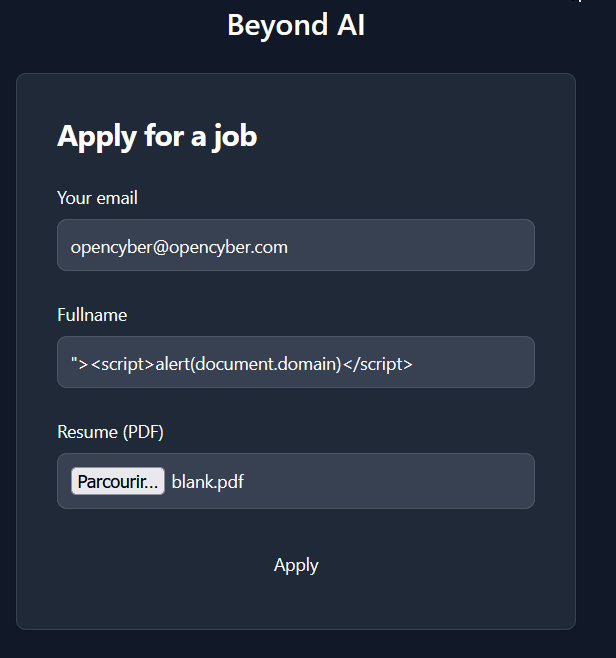 Beyond AI
Apply for a job
Your email
opencyber@opencyber.com
Fullname
"><script>alert(document.domain)</script>
Resume (PDF)
Parcourir... blank.pdf
Apply